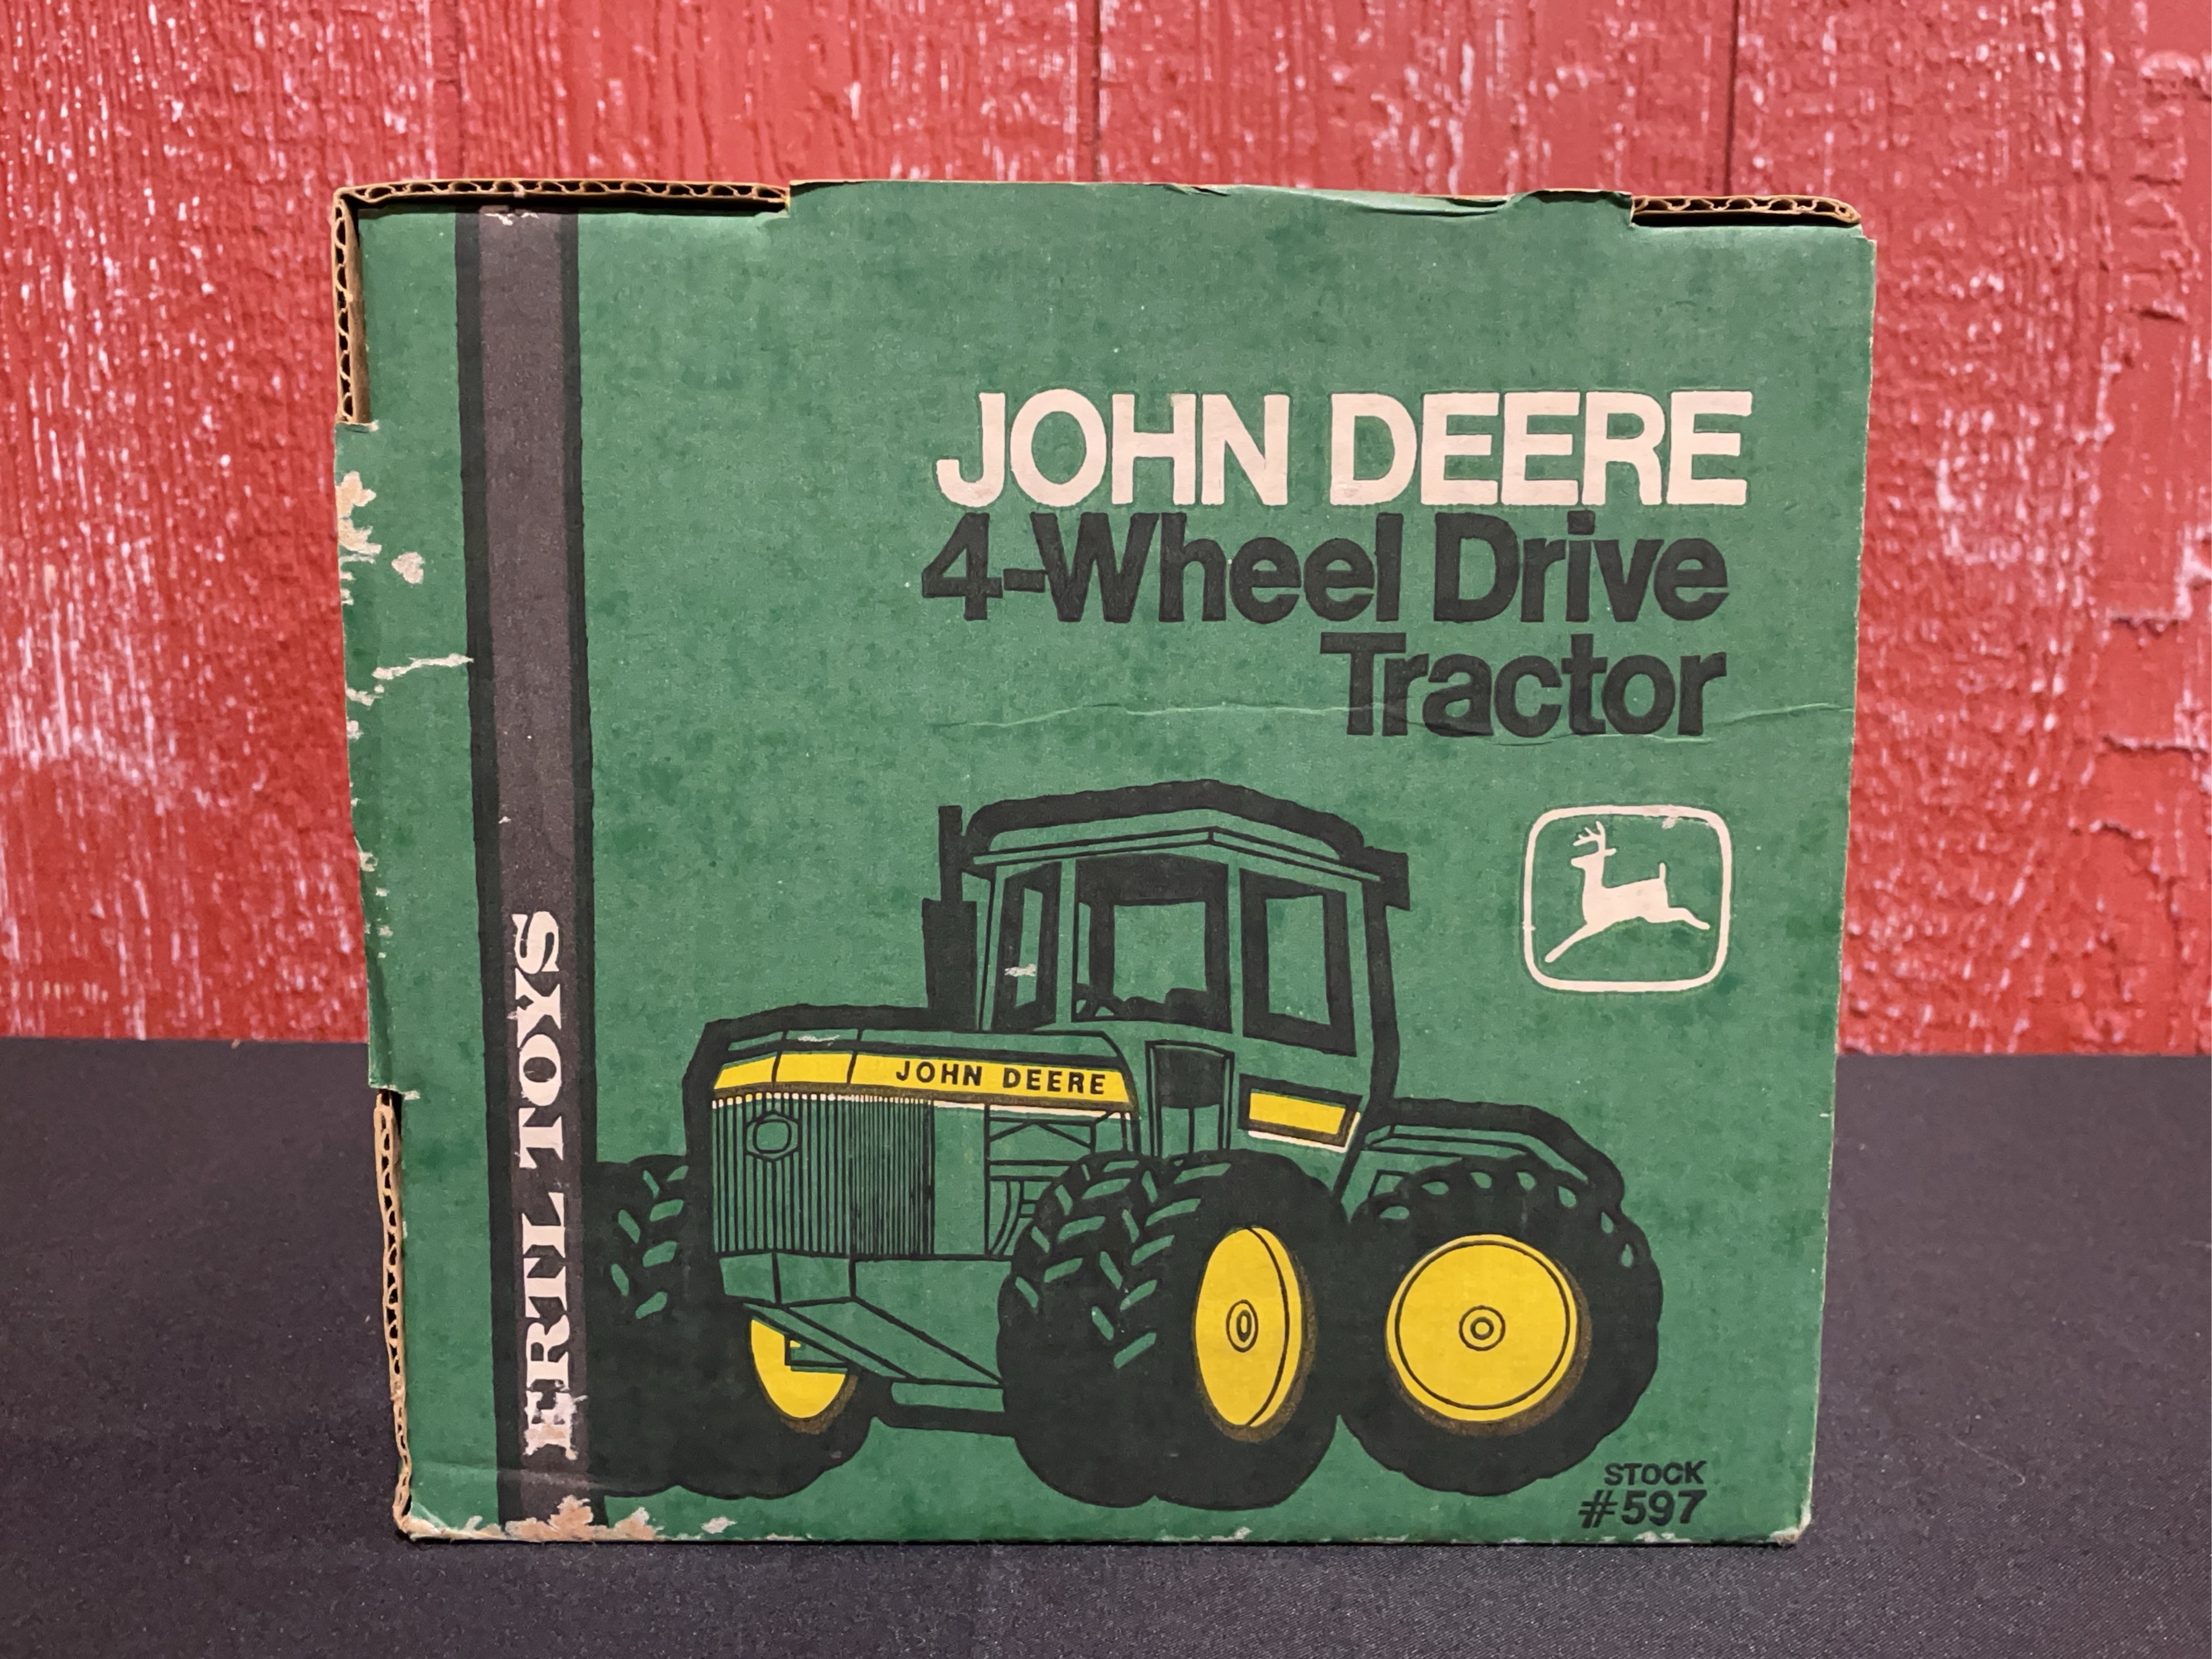 JOHN DEERE
4-Wheel Drive
Tractor
JOHN DEERE
ERTL TOYS
STOCK
#597